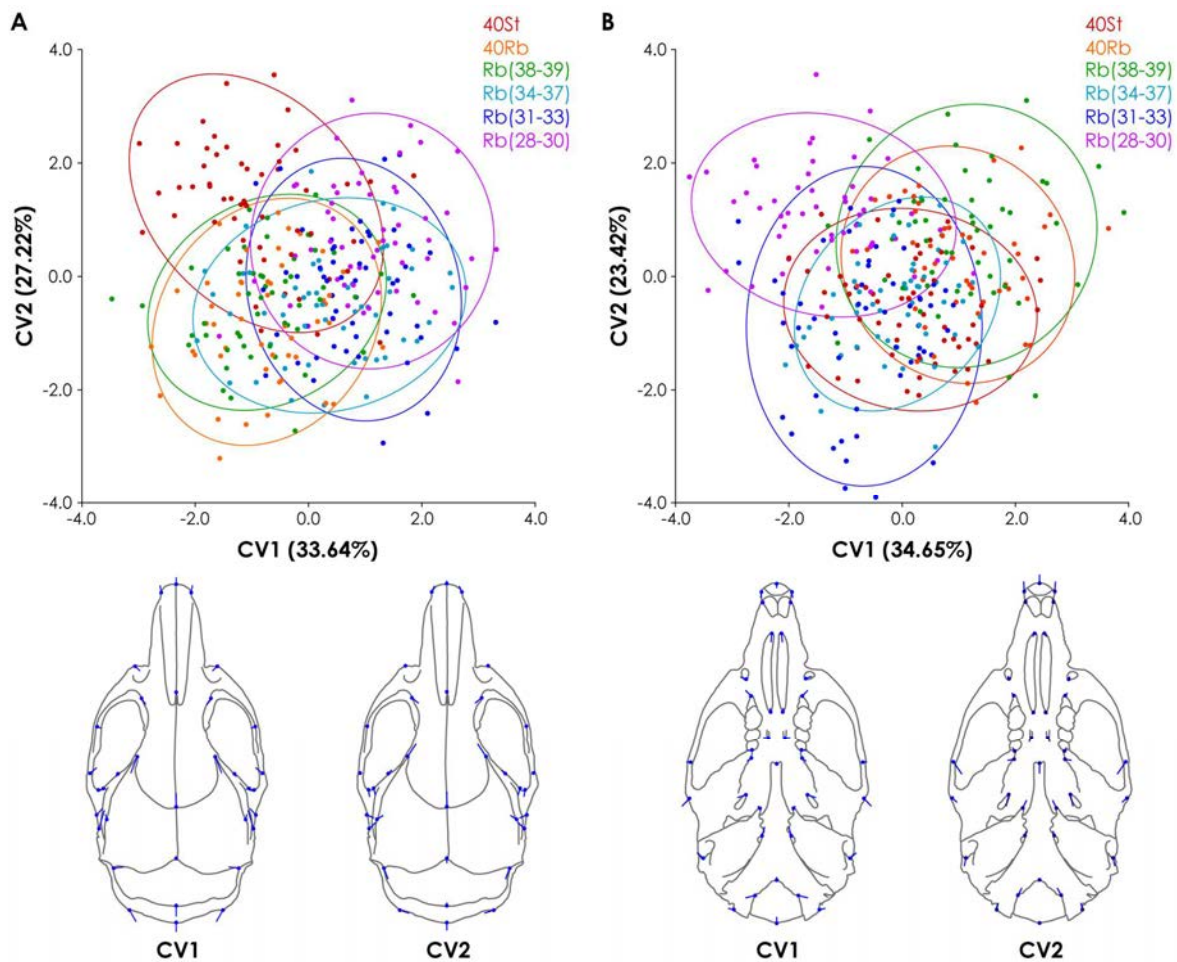 A
40St
40Rb
Rb(38-39)
Rb(34-37)
Rb(31-33)
Rb(28-30)
4.0
2.0
0.0
-2.0
-4.0
CV2 (27.22%)
-4.0 -2.0 0.0 2.0 4.0
CV1 (33.64%)
B
40St
40Rb
Rb(38-39)
Rb(34-37)
Rb(31-33)
Rb(28-30)
4.0
2.0
0.0
-2.0
-4.0
CV2 (23.42%)
-4.0 -2.0 0.0 2.0 4.0
CV1 (34.65%)
CV1 CV2 CV1 CV2